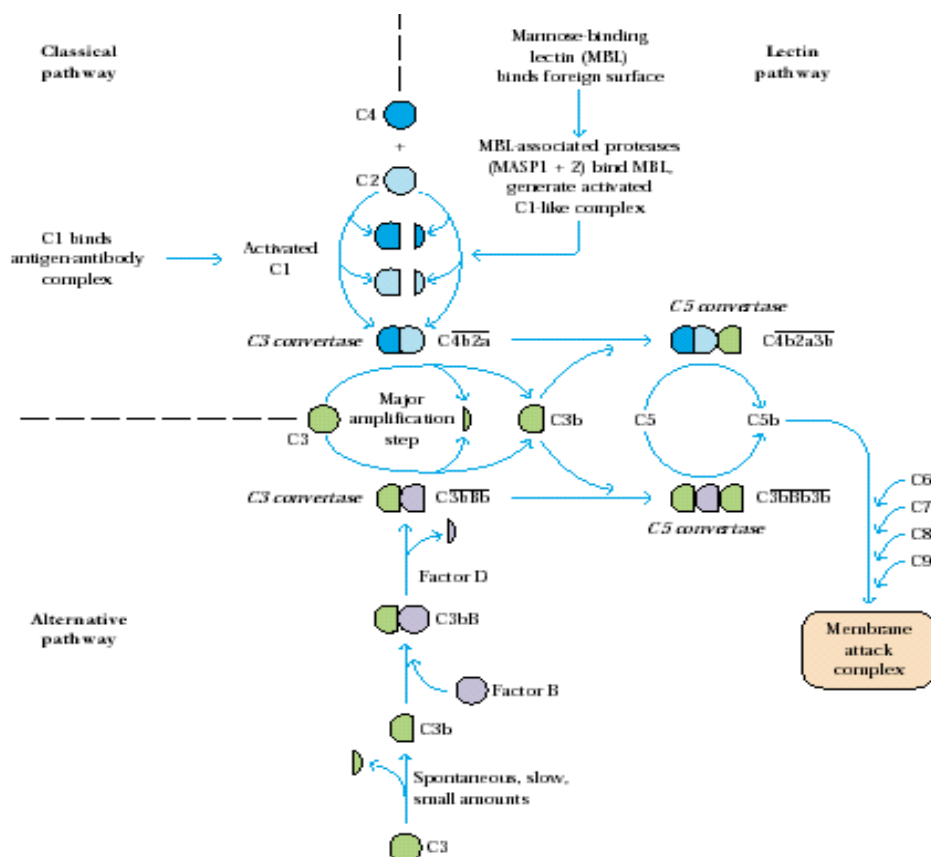 Classical
pathway
Mannose-binding
lectin (MBL)
binds foreign surface
Lectin
pathway
C4
+
C2
MBL-associated proteases
(MASP1 + 2) bind MBL,
generate activated
C1-like complex
C1 binds
antigen-antibody
complex
Activated
C1
C3 convertase
C4b2a
C5 convertase
C4b2a3b
C3
Major
amplification
step
C3b
C5
C5b
C3 convertase
C3bBb
C3bBb3b
C5 convertase
C6
C7
C8
C9
Factor D
Alternative
pathway
C3bB
Membrane
attack
complex
Factor B
C3b
Spontaneous, slow,
small amounts
C3